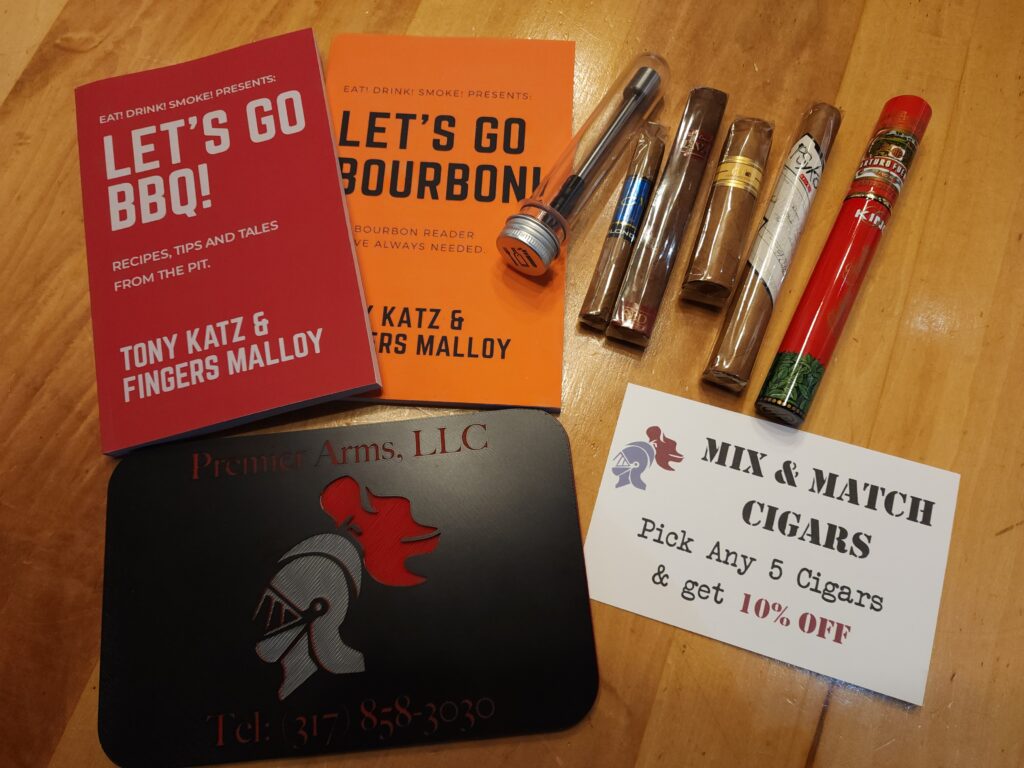 EAT! DRINK! SMOKE! PRESENTS:
LET'S GO
BBQ!
RECIPES, TIPS AND TALES
FROM THE PIT.
TONY KATZ &
FINGERS MALLOY
EAT! DRINK! SMOKE! PRESENTS:
LET'S GO
BOURBON!
BOURBON READER
VE ALWAYS NEEDED.
Y KATZ &
ERS MALLOY
KIN
Premier Arms, LLC
Tel: (317) 858-3030
MIX & MATCH
CIGARS
Pick Any 5 Cigars
& get 10% OFF